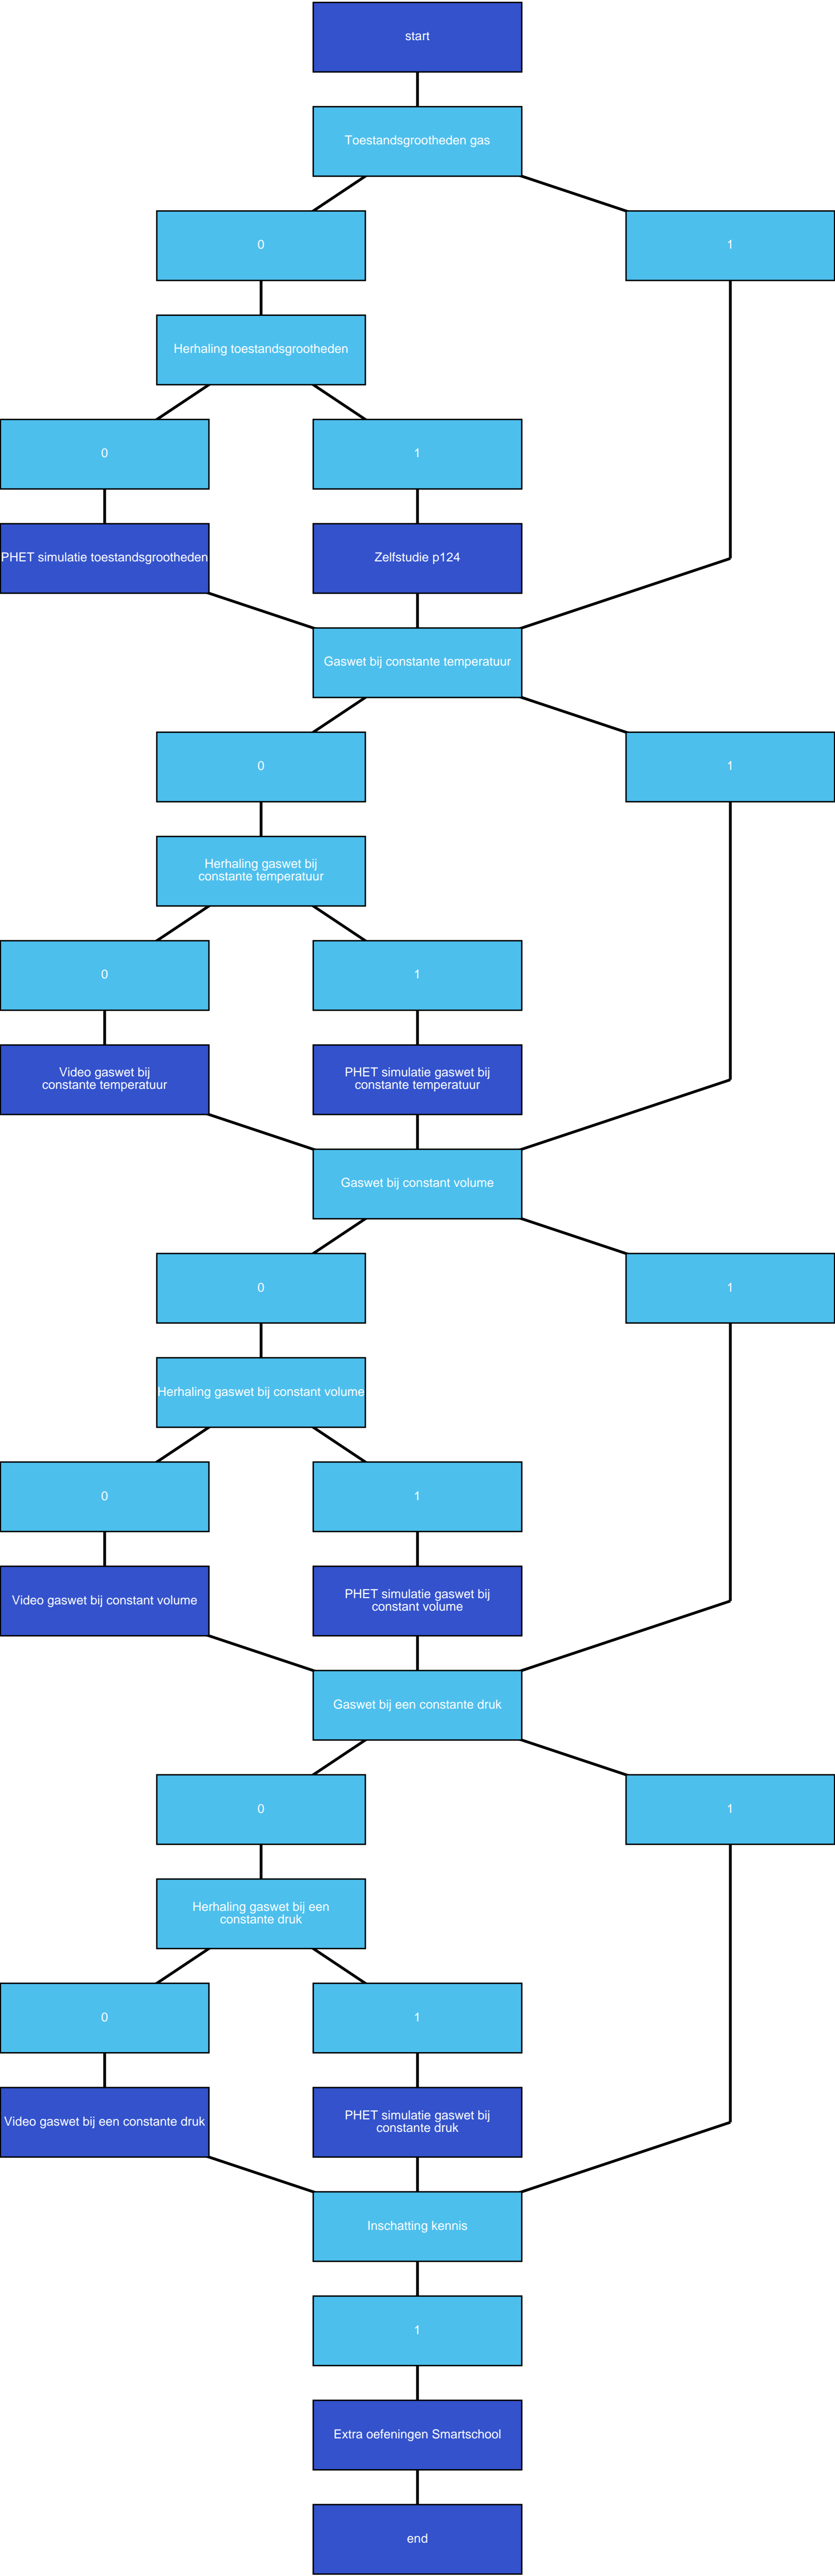 start
Toestandsgrootheden gas
0
1
Herhaling toestandsgrootheden
0
1
PHET simulatie toestandsgrootheden
Zelfstudie p124
Gaswet bij constante temperatuur
0
1
Herhaling gaswet bij
constante temperatuur
0
1
Video gaswet bij
constante temperatuur
PHET simulatie gaswet bij
constante temperatuur
Gaswet bij constant volume
0
1
Herhaling gaswet bij constant volume
0
1
Video gaswet bij constant volume
PHET simulatie gaswet bij
constant volume
Gaswet bij een constante druk
0
1
Herhaling gaswet bij een
constante druk
0
1
Video gaswet bij een constante druk
PHET simulatie gaswet bij
constante druk
Inschatting kennis
1
Extra oefeningen Smartschool
end